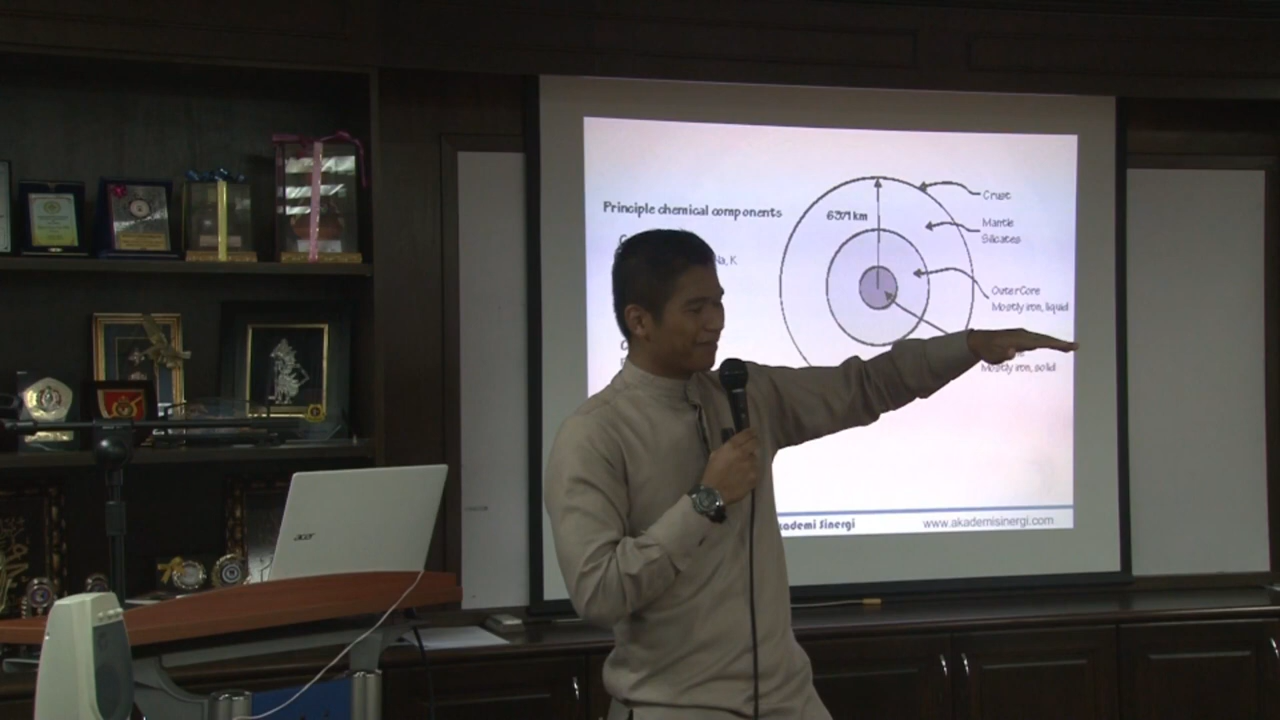 Principle chemical components
Na, K
6371 km
Crust
Mantle
Silicates
Outer Core
Mostly iron, liquid
Mostly iron, solid
kademi Sinergi
www.akademisinergi.com
acer